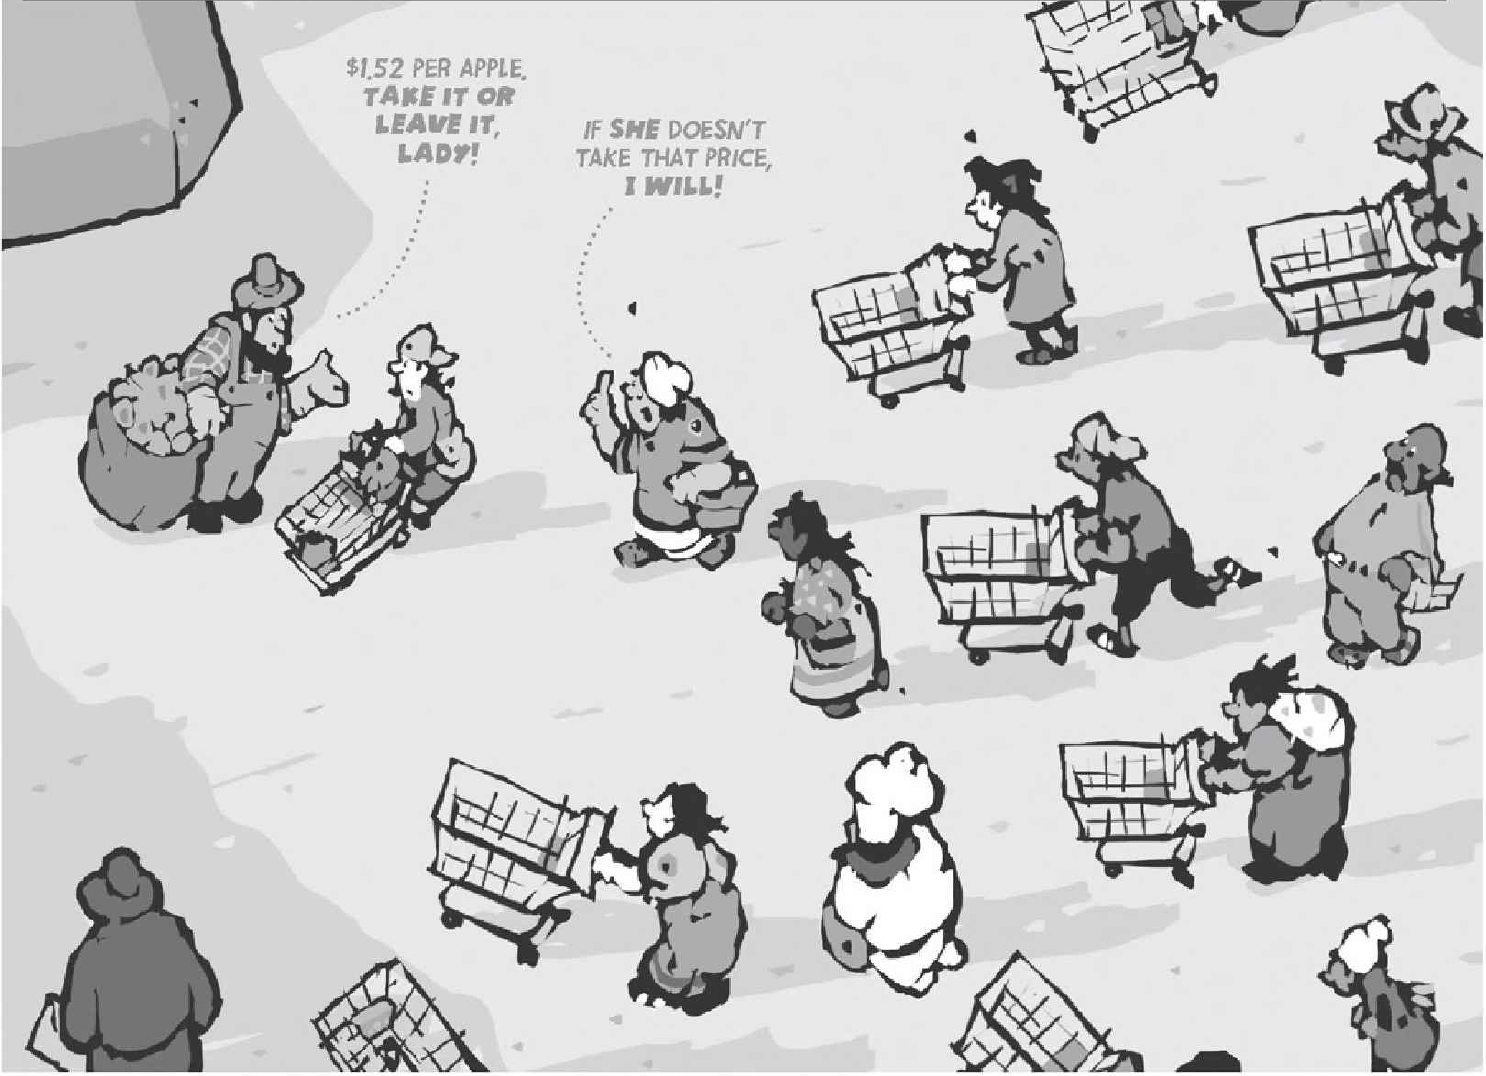 $1.52 PER APPLE.
TAKE IT OR
LEAVE IT,
LADY!
IF SHE DOESN'T
TAKE THAT PRICE,
I WILL!